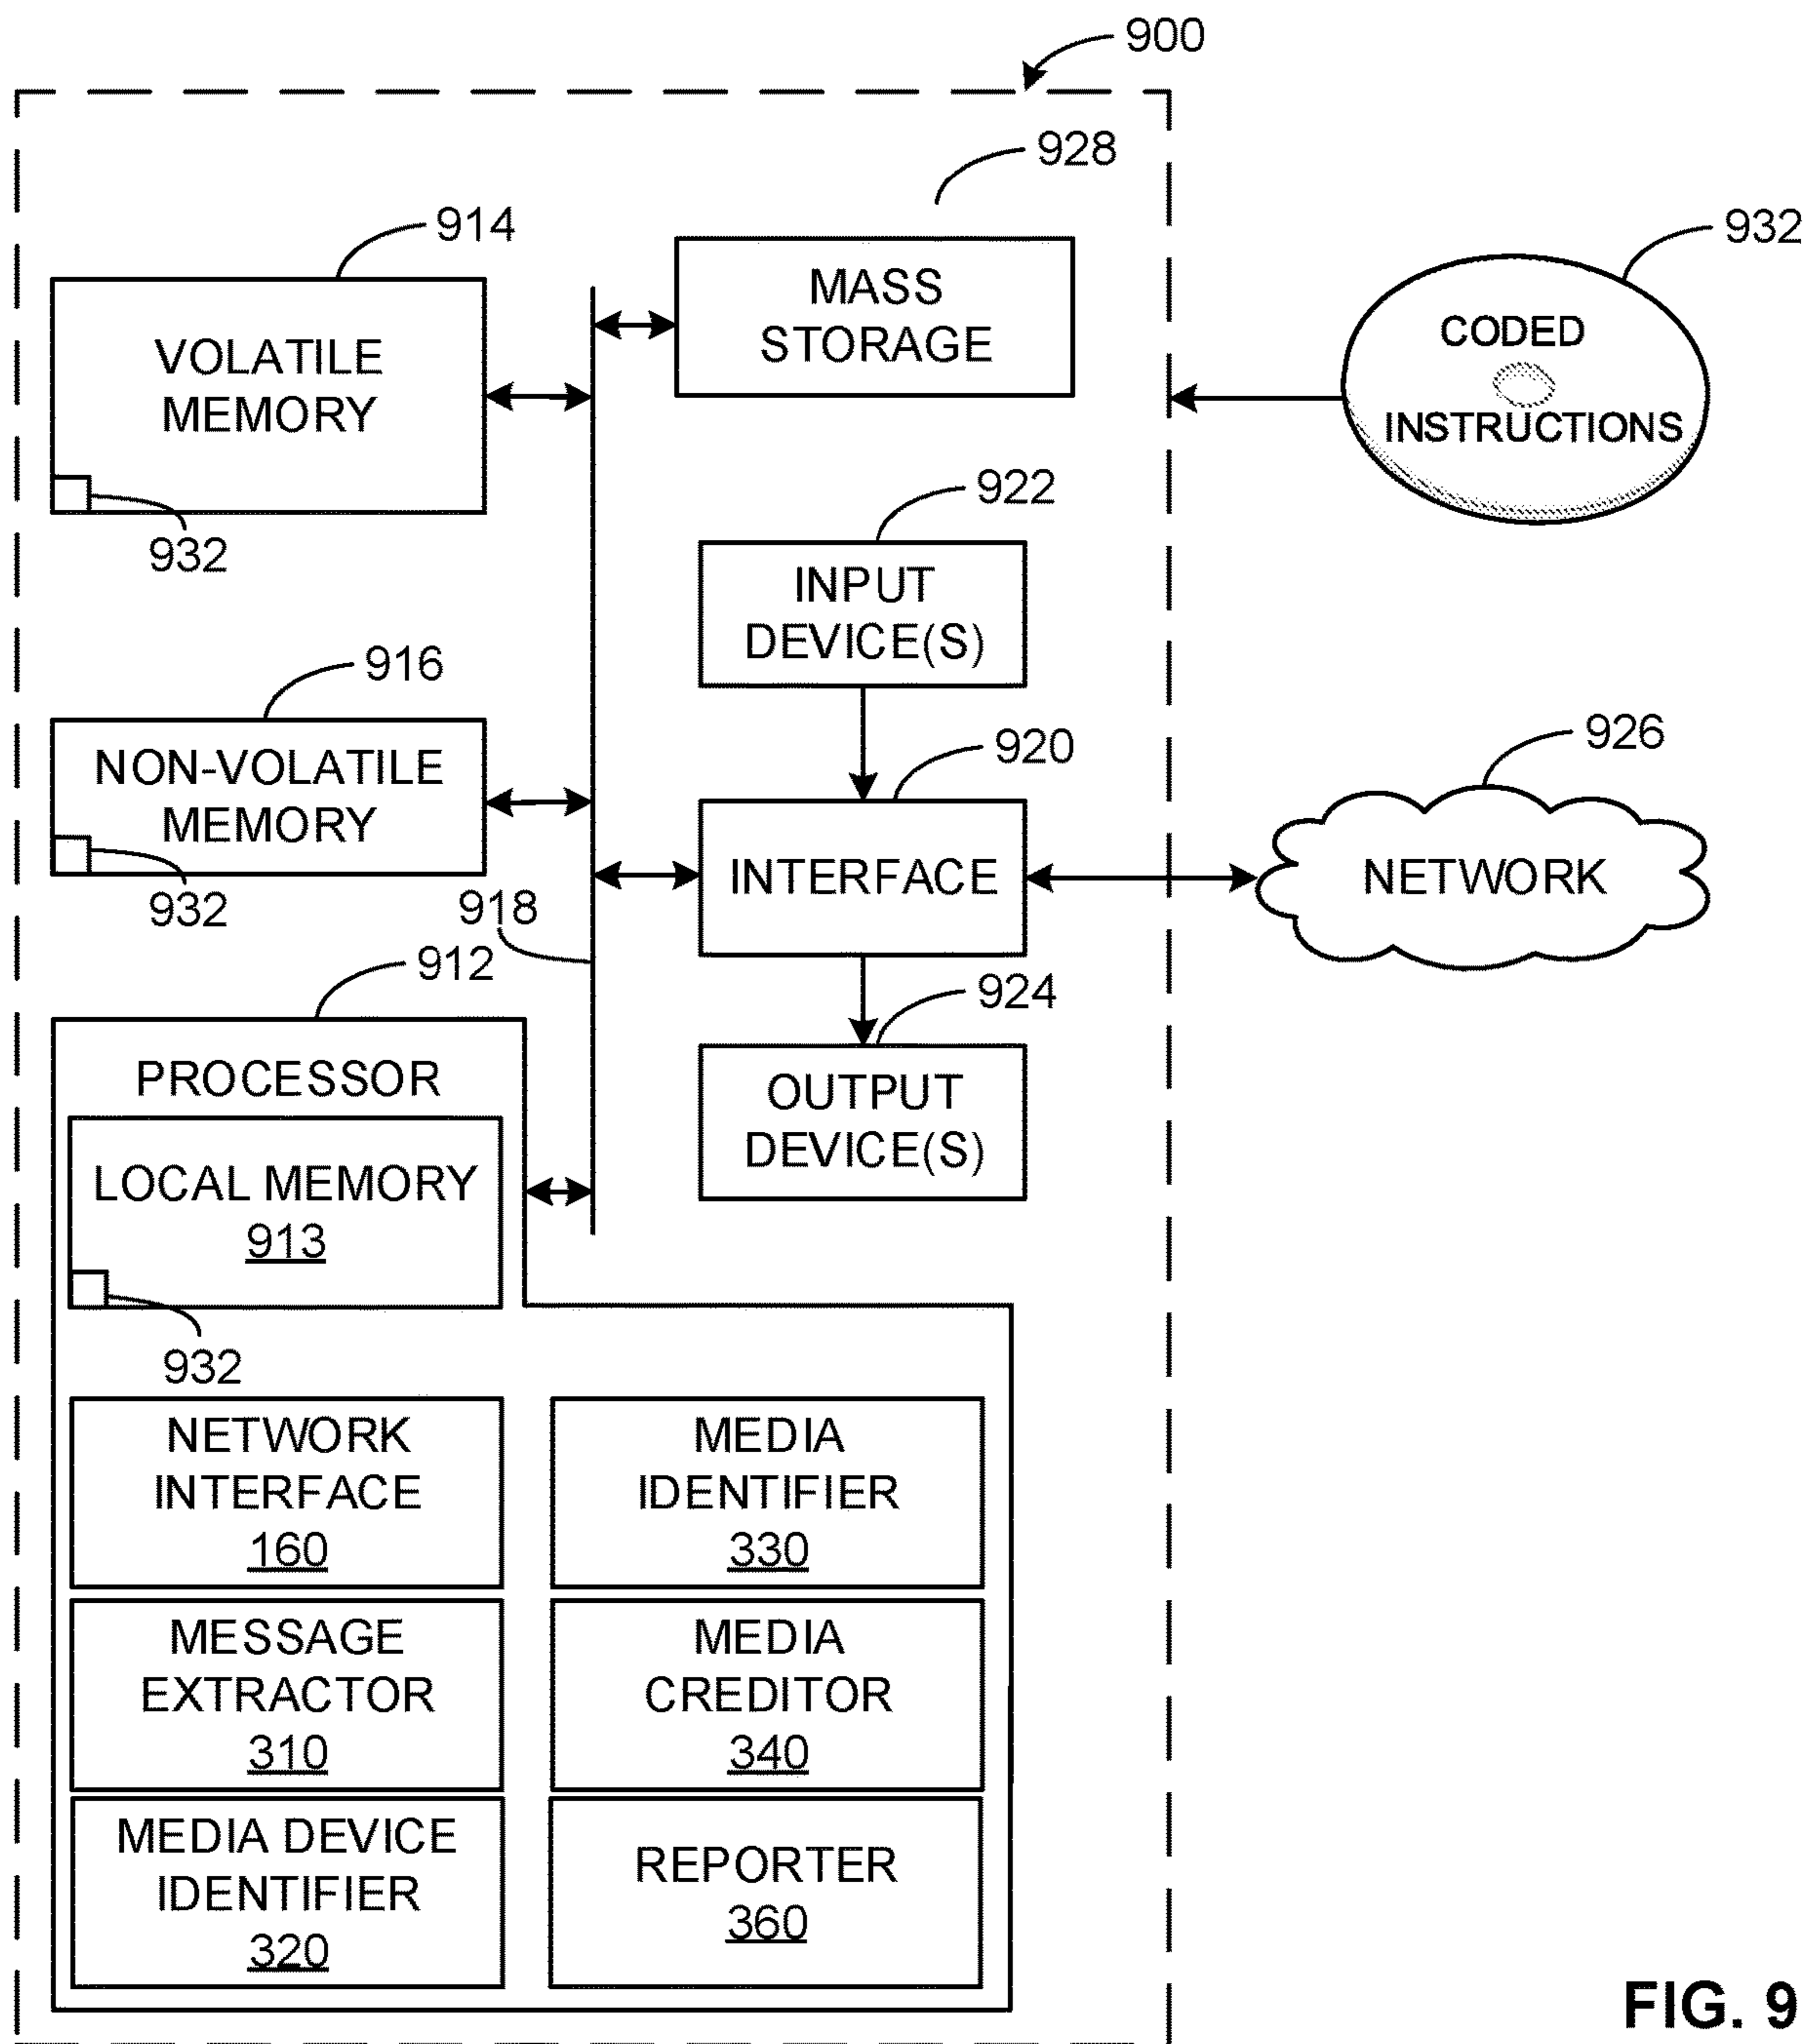 900
928
914
932
MASS
STORAGE
VOLATILE
MEMORY
CODED
INSTRUCTIONS
932
922
INPUT
DEVICE(S)
916
920
926
NON-VOLATILE
MEMORY
INTERFACE
NETWORK
932
918
912
924
PROCESSOR
OUTPUT
DEVICE(S)
LOCAL MEMORY
913
932
NETWORK
INTERFACE
160
MEDIA
IDENTIFIER
330
MESSAGE
EXTRACTOR
310
MEDIA
CREDITOR
340
MEDIA DEVICE
IDENTIFIER
320
REPORTER
360
FIG. 9